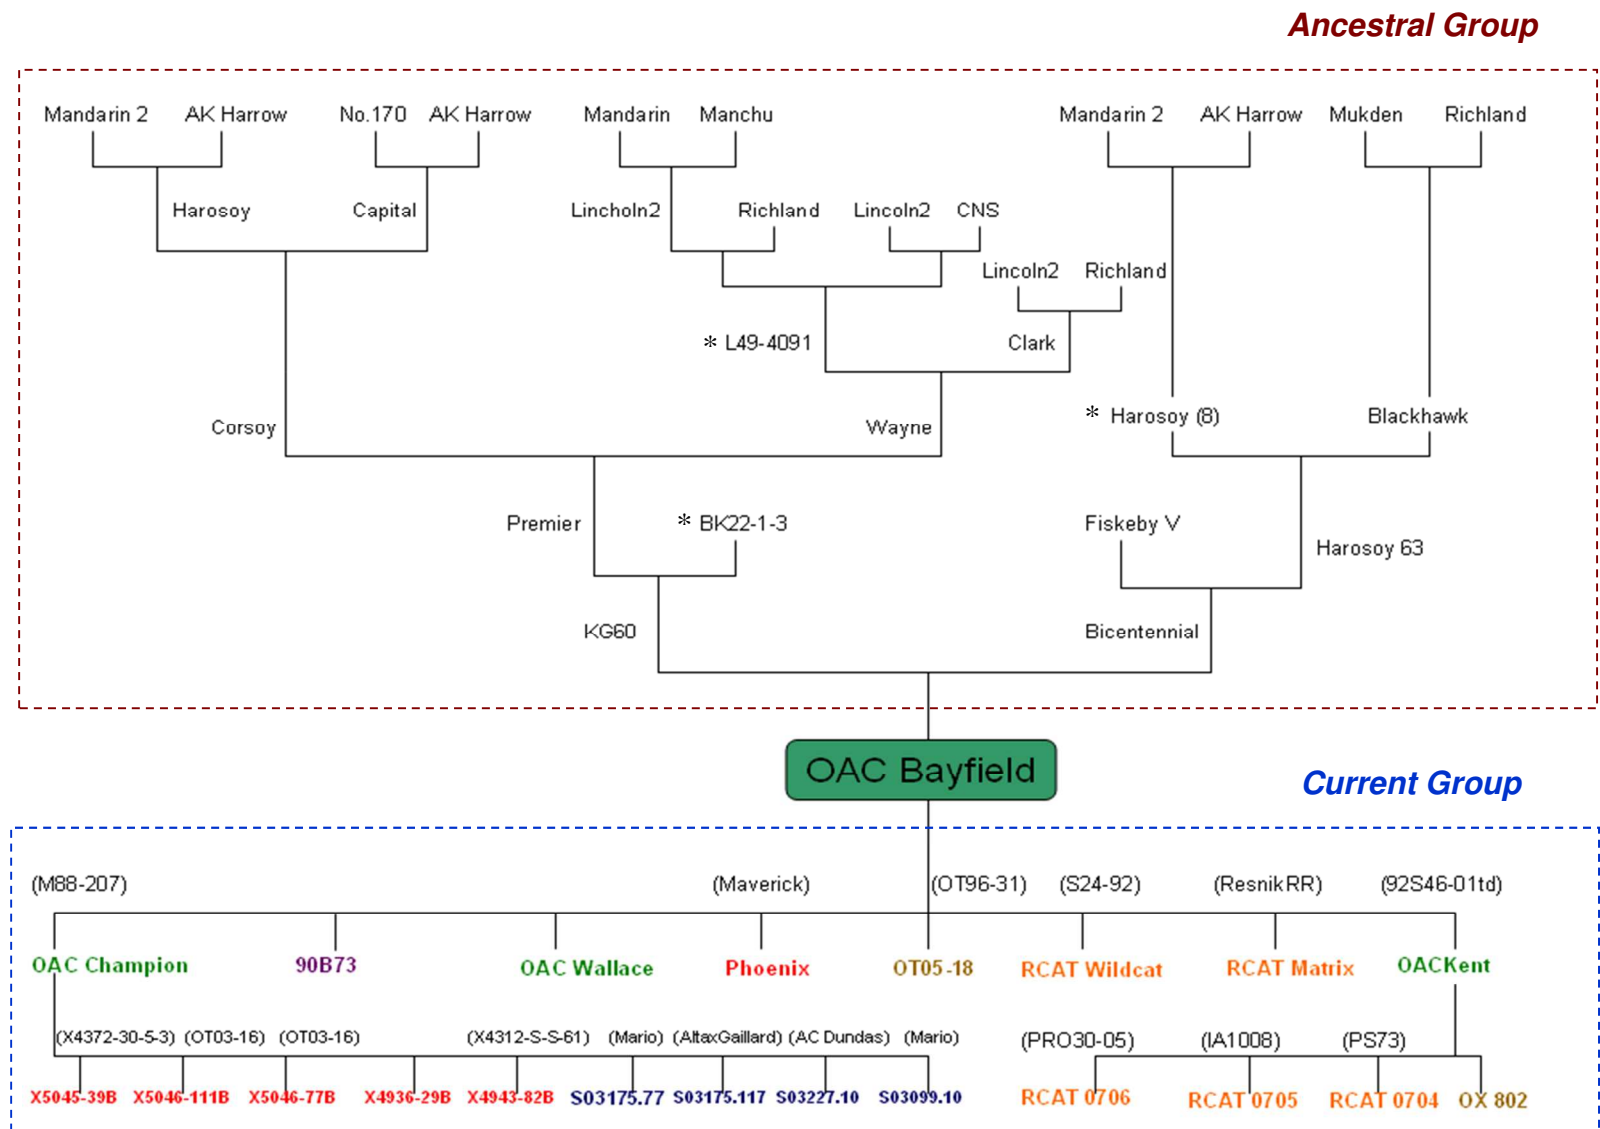 Ancestral Group
Mandarin 2 AK Harrow No.170 AK Harrow Mandarin Manchu Mandarin 2 AK Harrow Mukden Richland
Harosoy Capital Lincholn2 Richland Lincoln2 CNS
Lincoln2 Richland
* L49-4091 Clark
* Harosoy (8) Blackhawk
Corsoy Wayne
Premier * BK22-1-3 Fiskeby V
Harosoy 63
KG60 Bicentennial
OAC Bayfield
Current Group
(M88-207) (Maverick) (OT96-31) (S24-92) (ResnikRR) (92S46-01td)
OAC Champion 90B73 OAC Wallace Phoenix OT05-18 RCAT Wildcat RCAT Matrix OACKent
(X4372-30-5-3) (OT03-16) (OT03-16) (X4312-S-S-61) (Mario) (AltaxGaillard) (AC Dundas) (Mario) (PRO30-05) (IA1008) (PS73)
X5045-39B X5046-111B X5046-77B X4936-29B X4943-82B S03175.77 S03175.117 S03227.10 S03099.10 RCAT 0706 RCAT 0705 RCAT 0704 OX 802